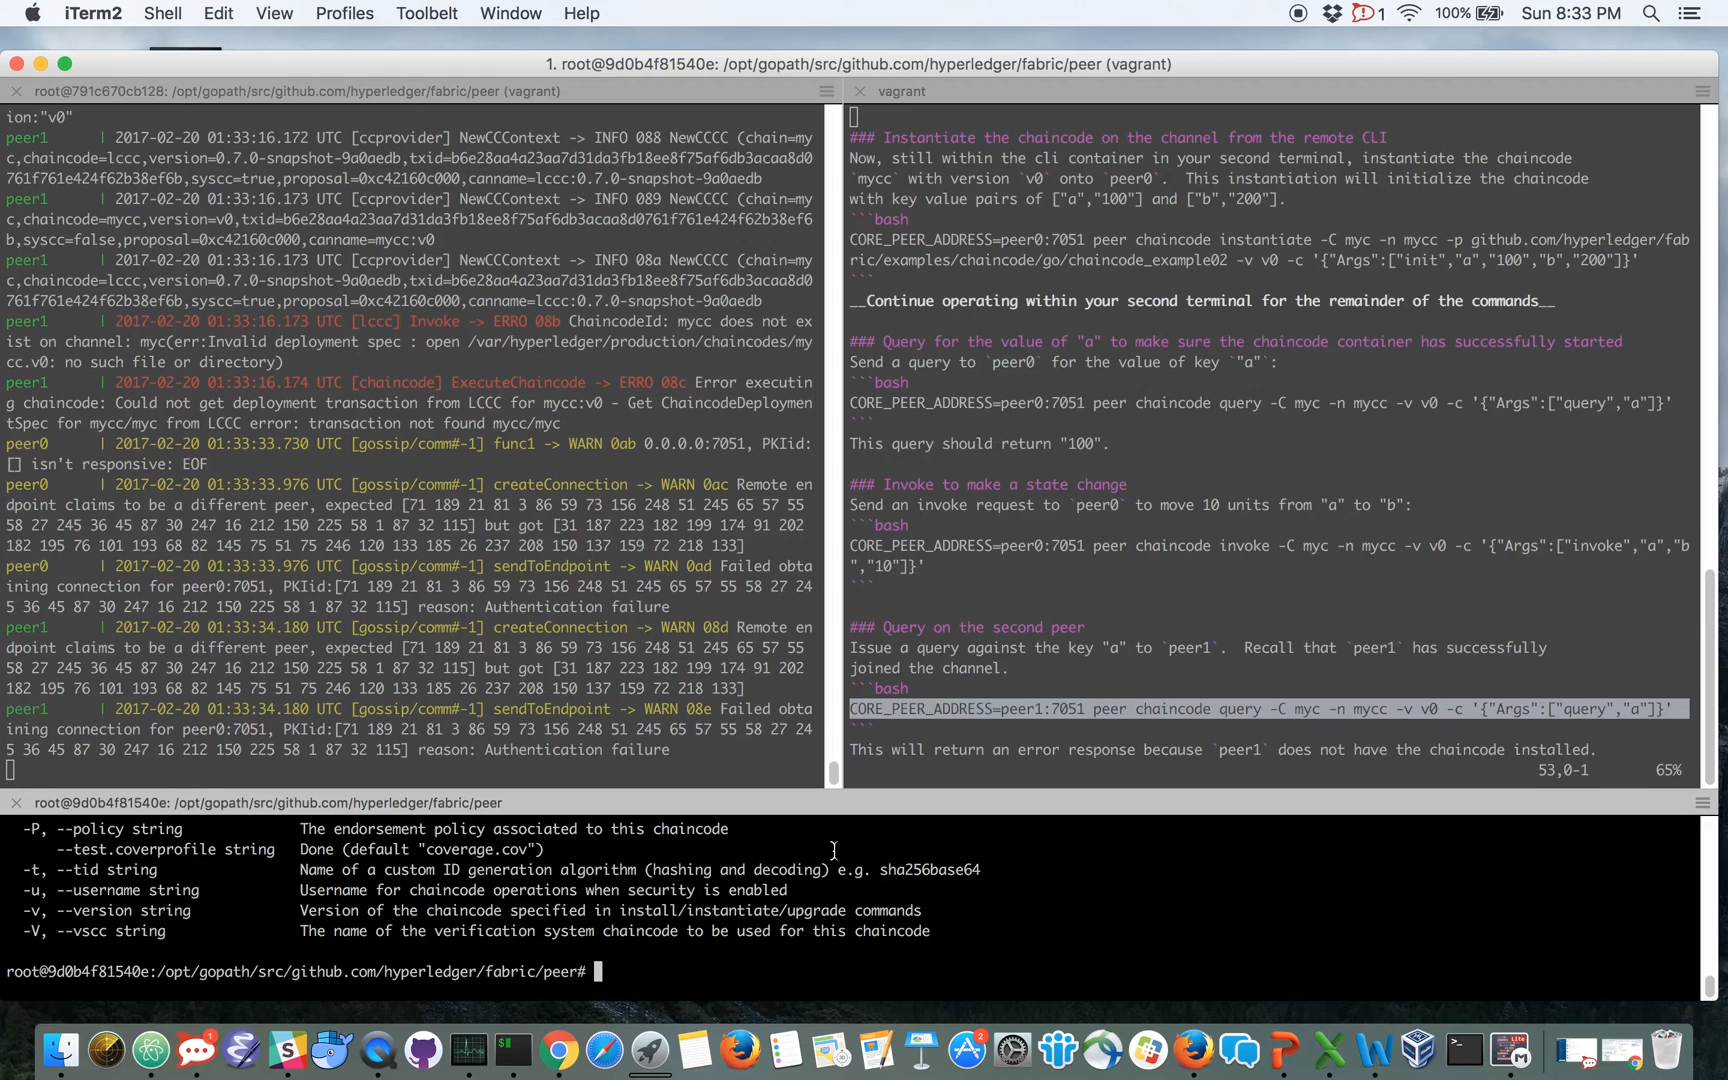 iTerm2 Shell Edit View Profiles Toolbelt Window Help 1 100% Sun 8:33 PM
1. root@9d0b4f81540e: /opt/gopath/src/github.com/hyperledger/fabric/peer (vagrant)
root@791c670cb128: /opt/gopath/src/github.com/hyperledger/fabric/peer (vagrant)
ion:"v0"
peer1 | 2017-02-20 01:33:16.172 UTC [ccprovider] NewCCContext -> INFO 088 NewCCCC (chain=my
c,chaincode=lccc,version=0.7.0-snapshot-9a0aedb,txid=b6e28aa4a23aa7d31da3fb18ee8f75af6db3acaa8d0
761f761e424f62b38ef6b,syscc=true,proposal=0xc42160c000,canname=lccc:0.7.0-snapshot-9a0aedb
peer1 | 2017-02-20 01:33:16.173 UTC [ccprovider] NewCCContext -> INFO 089 NewCCCC (chain=my
c,chaincode=mycc,version=v0,txid=b6e28aa4a23aa7d31da3fb18ee8f75af6db3acaa8d0761f761e424f62b38ef6
b,syscc=false,proposal=0xc42160c000,canname=mycc:v0
peer1 | 2017-02-20 01:33:16.173 UTC [ccprovider] NewCCContext -> INFO 08a NewCCCC (chain=my
c,chaincode=lccc,version=0.7.0-snapshot-9a0aedb,txid=b6e28aa4a23aa7d31da3fb18ee8f75af6db3acaa8d0
761f761e424f62b38ef6b,syscc=true,proposal=0xc42160c000,canname=lccc:0.7.0-snapshot-9a0aedb
peer1 | 2017-02-20 01:33:16.173 UTC [lccc] Invoke -> ERRO 08b ChaincodeId: mycc does not ex
ist on channel: myc(err:Invalid deployment spec : open /var/hyperledger/production/chaincodes/my
cc.v0: no such file or directory)
peer1 | 2017-02-20 01:33:16.174 UTC [chaincode] ExecuteChaincode -> ERRO 08c Error executin
g chaincode: Could not get deployment transaction from LCCC for mycc:v0 - Get ChaincodeDeploymen
tSpec for mycc/myc from LCCC error: transaction not found mycc/myc
peer0 | 2017-02-20 01:33:33.730 UTC [gossip/comm#-1] func1 -> WARN 0ab 0.0.0.0:7051, PKIid:
[] isn't responsive: EOF
peer0 | 2017-02-20 01:33:33.976 UTC [gossip/comm#-1] createConnection -> WARN 0ac Remote en
dpoint claims to be a different peer, expected [71 189 21 81 3 86 59 73 156 248 51 245 65 57 55
58 27 245 36 45 87 30 247 16 212 150 225 58 1 87 32 115] but got [31 187 223 182 199 174 91 202
182 195 76 101 193 68 82 145 75 51 75 246 120 133 185 26 237 208 150 137 159 72 218 133]
peer0 | 2017-02-20 01:33:33.976 UTC [gossip/comm#-1] sendToEndpoint -> WARN 0ad Failed obta
ining connection for peer0:7051, PKIid:[71 189 21 81 3 86 59 73 156 248 51 245 65 57 55 58 27 24
5 36 45 87 30 247 16 212 150 225 58 1 87 32 115] reason: Authentication failure
peer1 | 2017-02-20 01:33:34.180 UTC [gossip/comm#-1] createConnection -> WARN 08d Remote en
dpoint claims to be a different peer, expected [71 189 21 81 3 86 59 73 156 248 51 245 65 57 55
58 27 245 36 45 87 30 247 16 212 150 225 58 1 87 32 115] but got [31 187 223 182 199 174 91 202
182 195 76 101 193 68 82 145 75 51 75 246 120 133 185 26 237 208 150 137 159 72 218 133]
peer1 | 2017-02-20 01:33:34.180 UTC [gossip/comm#-1] sendToEndpoint -> WARN 08e Failed obta
ining connection for peer0:7051, PKIid:[71 189 21 81 3 86 59 73 156 248 51 245 65 57 55 58 27 24
5 36 45 87 30 247 16 212 150 225 58 1 87 32 115] reason: Authentication failure
vagrant
### Instantiate the chaincode on the channel from the remote CLI
Now, still within the cli container in your second terminal, instantiate the chaincode
`mycc` with version `v0` onto `peer0`. This instantiation will initialize the chaincode
with key value pairs of ["a","100"] and ["b","200"].
```bash
CORE_PEER_ADDRESS=peer0:7051 peer chaincode instantiate -C myc -n mycc -p github.com/hyperledger/fab
ric/examples/chaincode/go/chaincode_example02 -v v0 -c '{"Args":["init","a","100","b","200"]}'
```
__Continue operating within your second terminal for the remainder of the commands__
### Query for the value of "a" to make sure the chaincode container has successfully started
Send a query to `peer0` for the value of key `"a"`:
```bash
CORE_PEER_ADDRESS=peer0:7051 peer chaincode query -C myc -n mycc -v v0 -c '{"Args":["query","a"]}'
```
This query should return "100".
### Invoke to make a state change
Send an invoke request to `peer0` to move 10 units from "a" to "b":
```bash
CORE_PEER_ADDRESS=peer0:7051 peer chaincode invoke -C myc -n mycc -v v0 -c '{"Args":["invoke","a","b
","10"]}'
```
### Query on the second peer
Issue a query against the key "a" to `peer1`. Recall that `peer1` has successfully
joined the channel.
```bash
CORE_PEER_ADDRESS=peer1:7051 peer chaincode query -C myc -n mycc -v v0 -c '{"Args":["query","a"]}'
```
This will return an error response because `peer1` does not have the chaincode installed.
53,0-1 65%
root@9d0b4f81540e: /opt/gopath/src/github.com/hyperledger/fabric/peer
-P, --policy string The endorsement policy associated to this chaincode
--test.coverprofile string Done (default "coverage.cov")
-t, --tid string Name of a custom ID generation algorithm (hashing and decoding) e.g. sha256base64
-u, --username string Username for chaincode operations when security is enabled
-v, --version string Version of the chaincode specified in install/instantiate/upgrade commands
-V, --vscc string The name of the verification system chaincode to be used for this chaincode
root@9d0b4f81540e:/opt/gopath/src/github.com/hyperledger/fabric/peer#